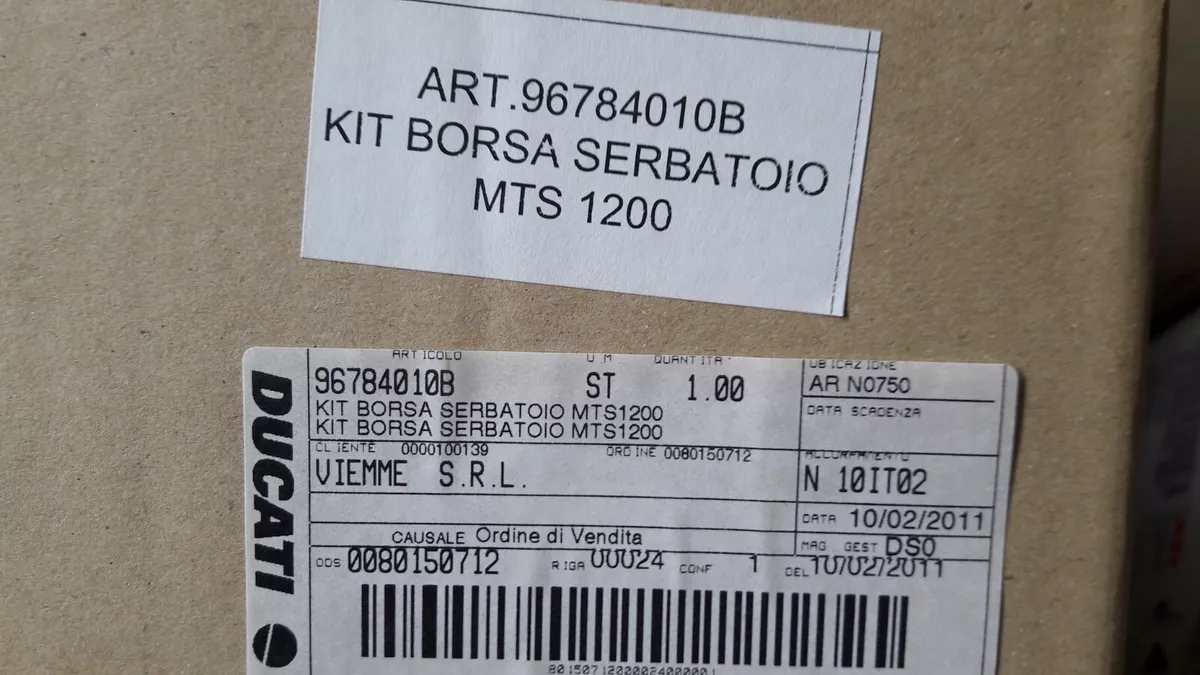 ART.96784010B
KIT BORSA SERBATOIO
MTS 1200
DUCATI
ARTICOLO U.M QUANTITA' UBICAZIONE
96784010B ST 1.00 AR N0750
KIT BORSA SERBATOIO MTS1200 DATA SCADENZA
KIT BORSA SERBATOIO MTS1200
CLIENTE 0000100139 ORDINE 0080150712
VIEMME S.R.L. N 10IT02
DATA 10/02/2011
CAUSALE Ordine di Vendita MAG. GEST DS0
ODS 0080150712 RIGA 00024 CONF 1 DEL 10/02/2011